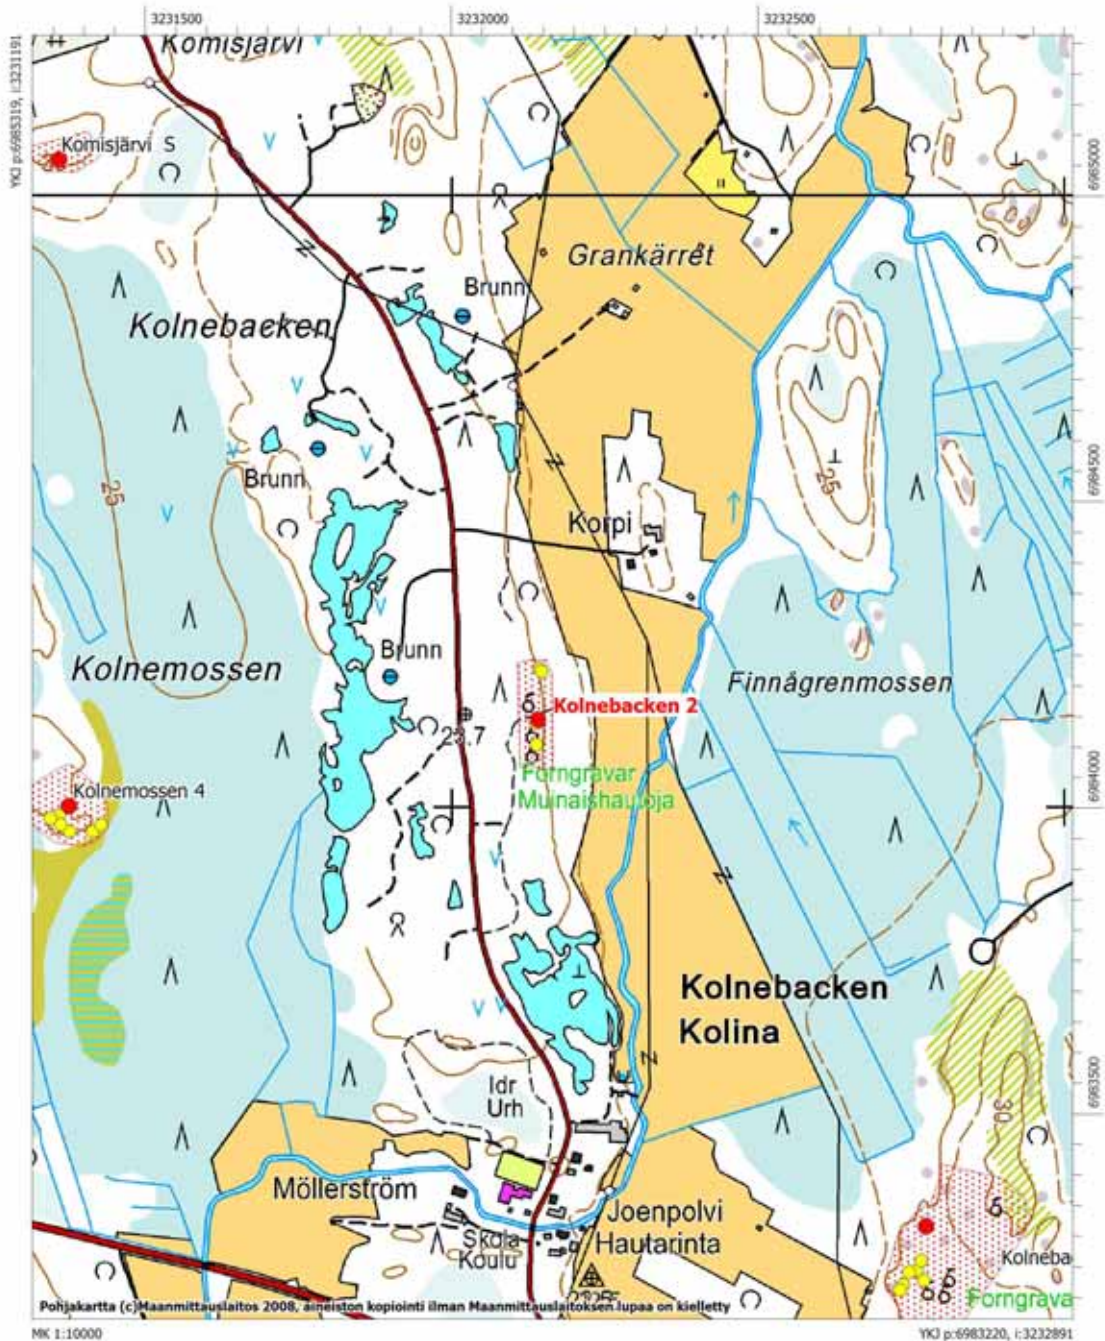 3231500
3232000
3232500
YKJ p:6985319, i:3231191
Komisjärvi
Komisjärvi S
6985000
Grankärret
Brunn
Kolnebacken
Brunn
25
25
6984500
Korpi
Brunn
Kolnemossen
Finnågrenmossen
Kolnebacken 2
23.7
Forngravar
Muinaishautoja
Kolnemossen 4
6984000
Kolnebacken
Kolina
Idr
Urh
30
6983500
Möllerström
Joenpolvi
Hautarinta
Skola
Koulu
Kolneba
Forngrava
Pohjakartta (c)Maanmittauslaitos 2008, aineiston kopiointi ilman Maanmittauslaitoksen lupaa on kielletty
MK 1:10000
YKJ p:6983220, i:3232891